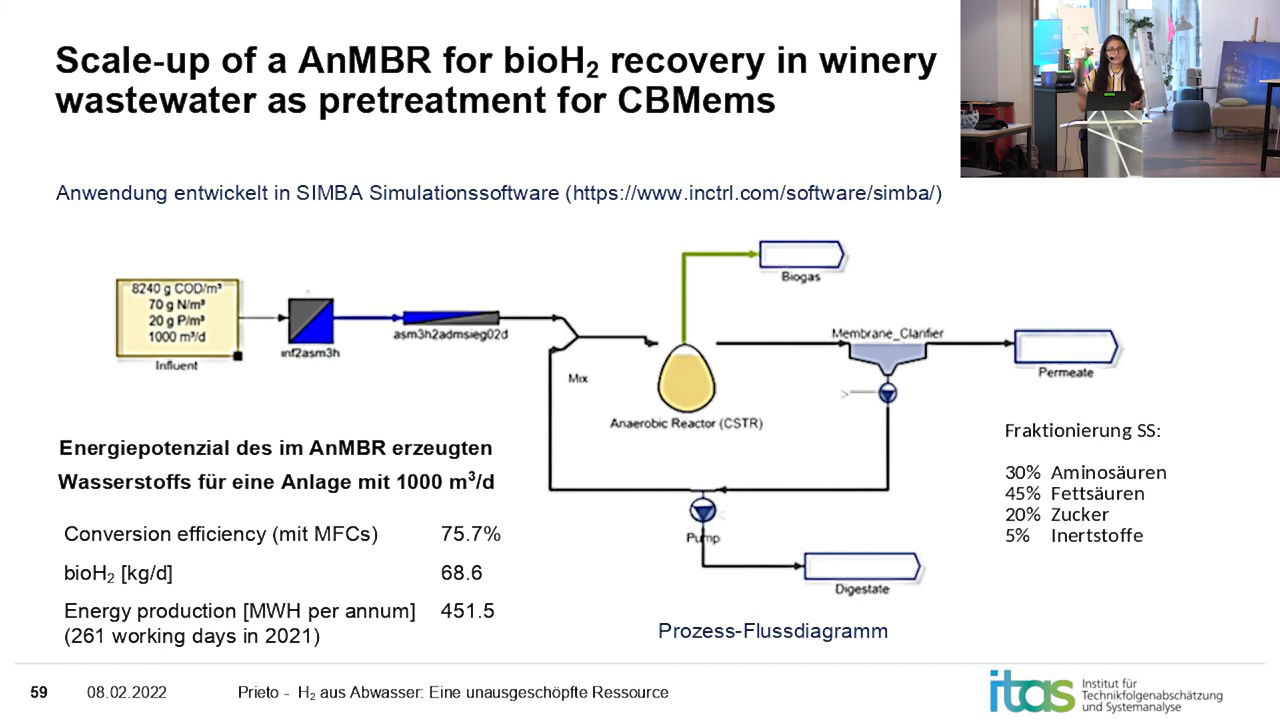 Scale-up of a AnMBR for bioH₂ recovery in winery
wastewater as pretreatment for CBMems
Anwendung entwickelt in SIMBA Simulationssoftware (https://www.inctrl.com/software/simba/)
8240 g COD/m³
70 g N/m³
20 g P/m³
1000 m³/d
Influent
inf2asm3h
asm3h2admsieg02d
Mix
Biogas
Anaerobic Reactor (CSTR)
Membrane_Clarifier
Permeate
Pump
Digestate
Prozess-Flussdiagramm
Energiepotenzial des im AnMBR erzeugten
Wasserstoffs für eine Anlage mit 1000 m³/d
Conversion efficiency (mit MFCs) 75.7%
bioH₂ [kg/d] 68.6
Energy production [MWH per annum] 451.5
(261 working days in 2021)
Fraktionierung SS:
30% Aminosäuren
45% Fettsäuren
20% Zucker
5% Inertstoffe
59 08.02.2022 Prieto - H₂ aus Abwasser: Eine unausgeschöpfte Ressource
itas Institut für
Technikfolgenabschätzung
und Systemanalyse